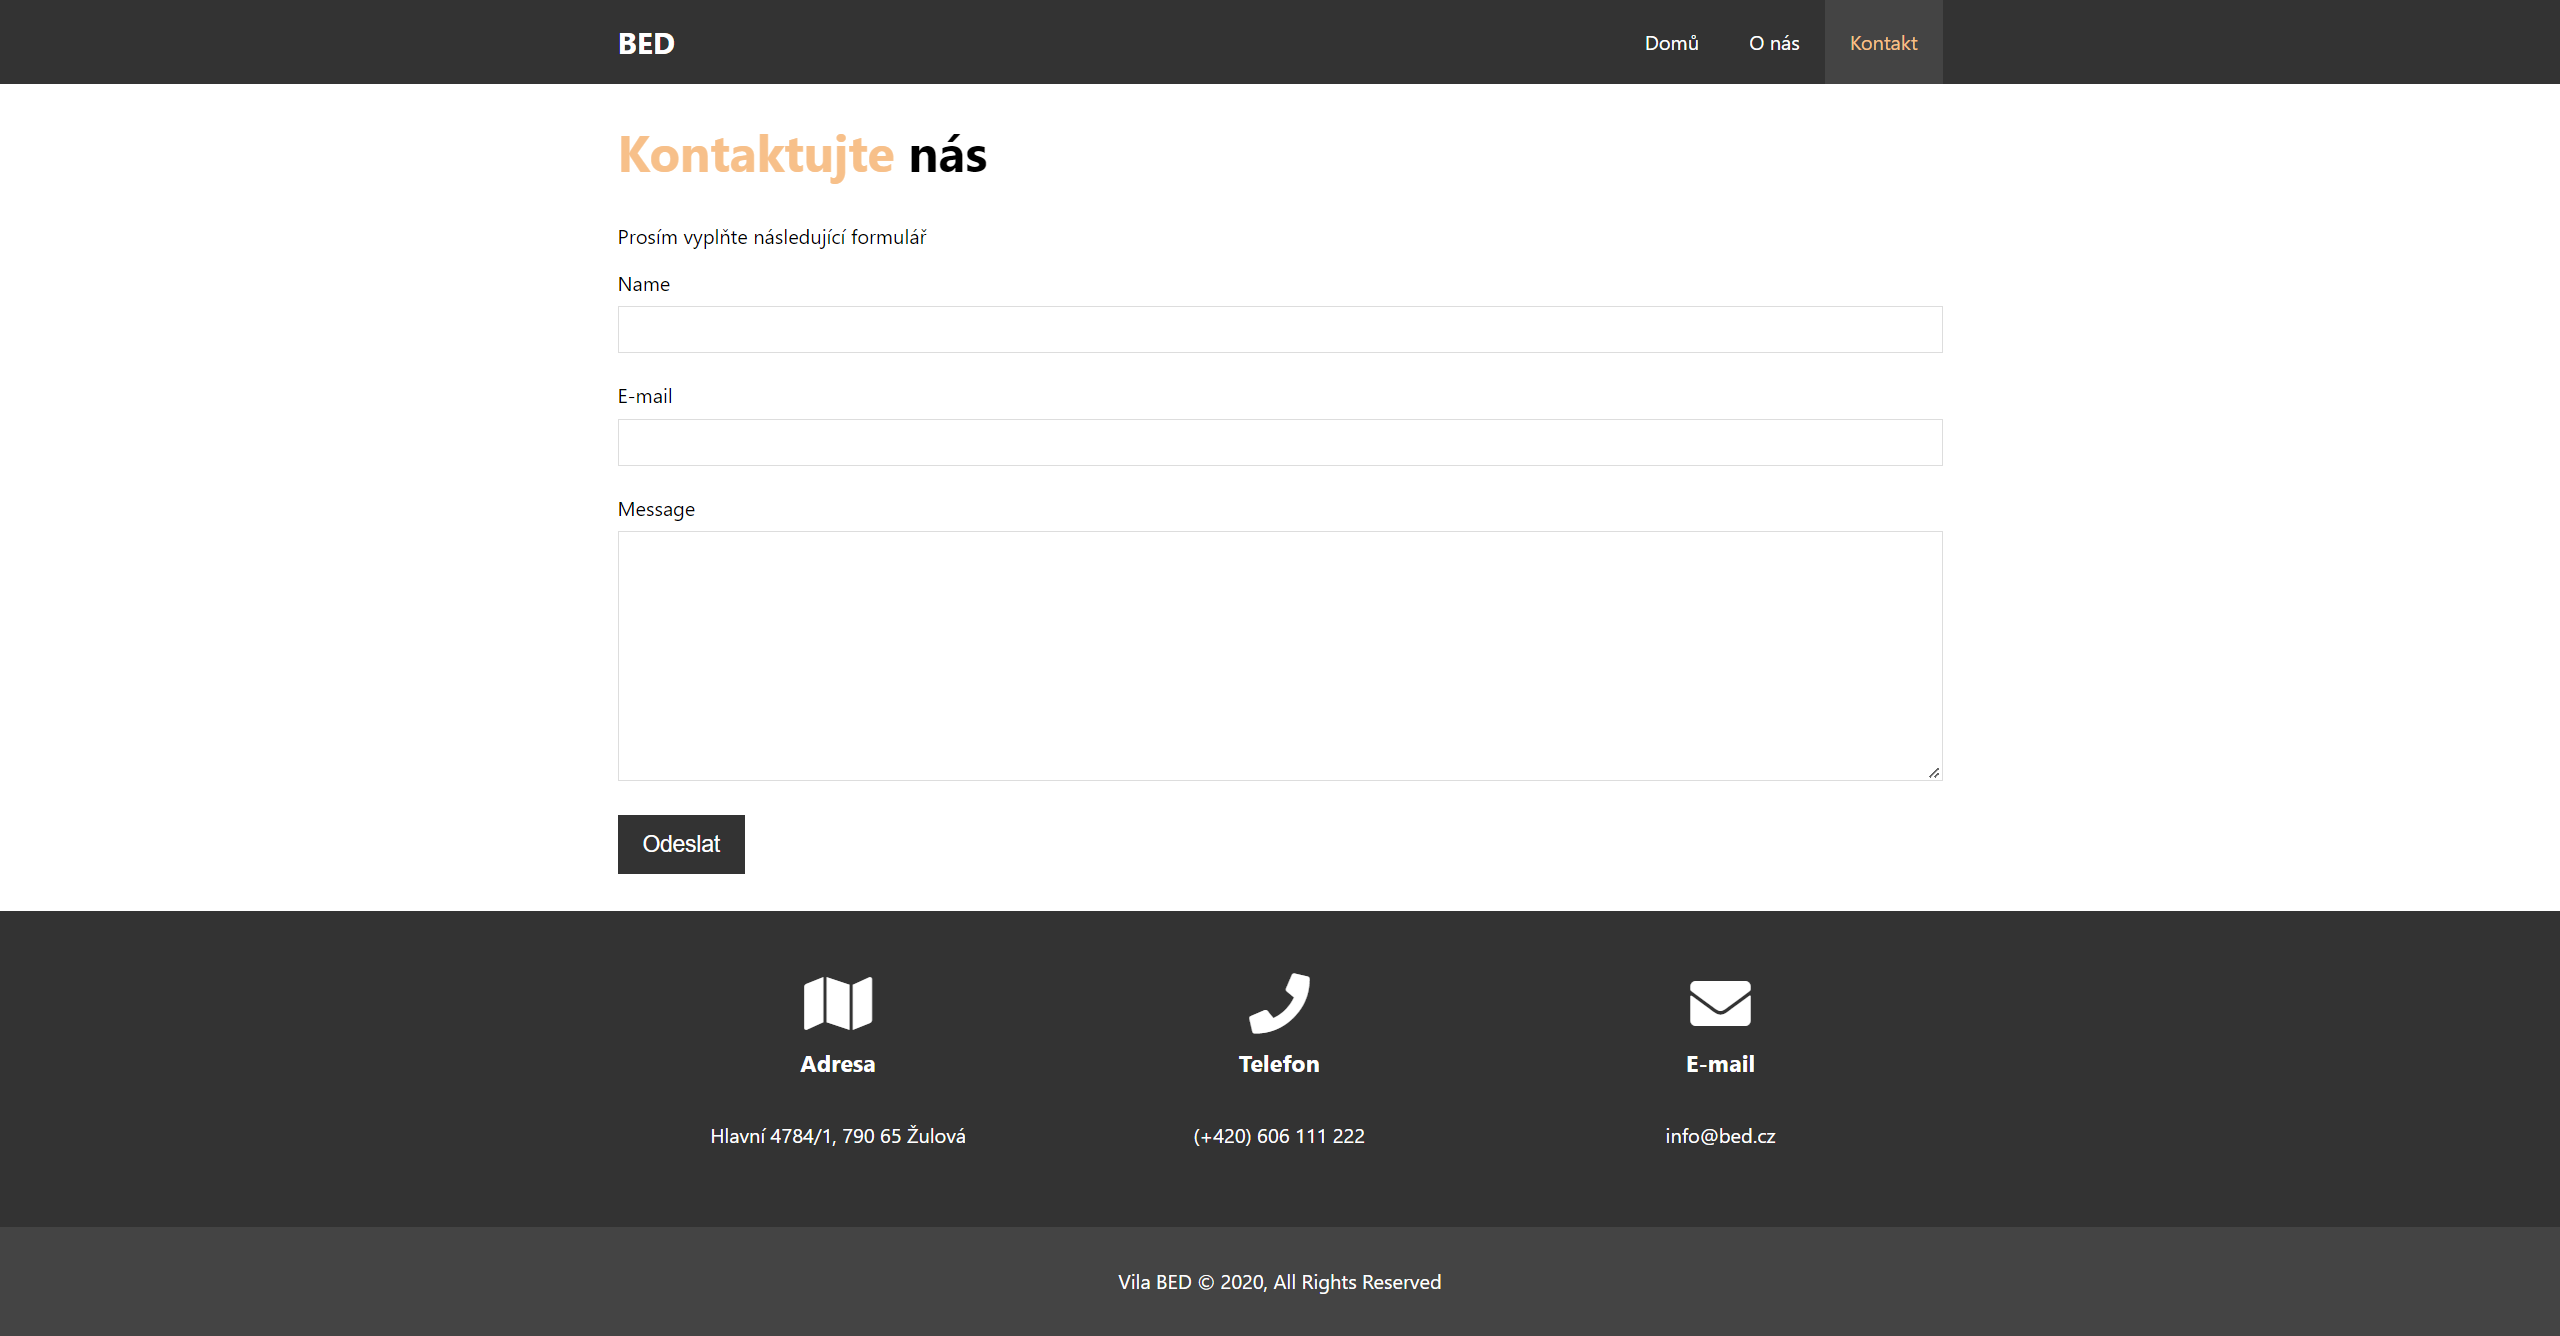 BED
Domů O nás Kontakt
Kontaktujte nás
Prosím vyplňte následující formulář
Name
E-mail
Message
Odeslat
Adresa
Hlavní 4784/1, 790 65 Žulová
Telefon
(+420) 606 111 222
E-mail
info@bed.cz
Vila BED © 2020, All Rights Reserved